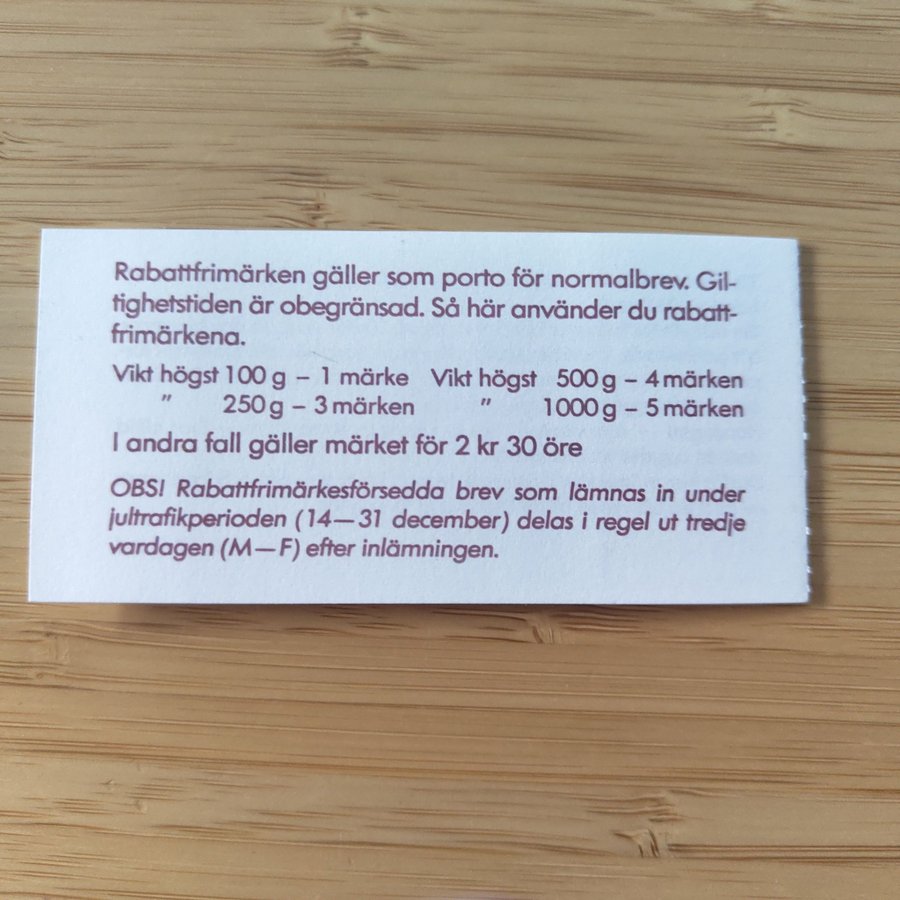 Rabattfrimärken gäller som porto för normalbrev. Gil-
tighetstiden är obegränsad. Så här använder du rabatt-
frimärkena.
Vikt högst 100 g – 1 märke Vikt högst 500 g – 4 märken
" 250 g – 3 märken " 1000 g – 5 märken
I andra fall gäller märket för 2 kr 30 öre
OBS! Rabattfrimärkesförsedda brev som lämnas in under
jultrafikperioden (14—31 december) delas i regel ut tredje
vardagen (M—F) efter inlämningen.